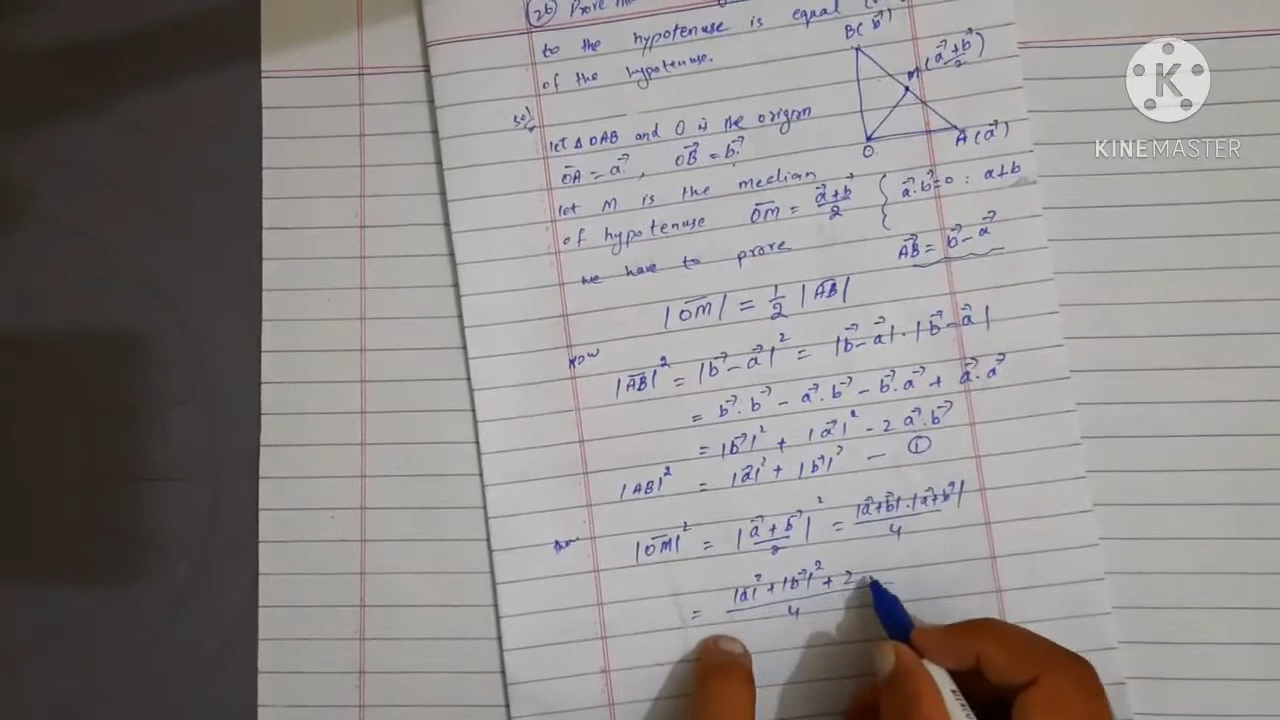 (26) Prove
to the hypotenuse is equal
of the hypotenuse.
B(b⃗)
M(a⃗+b⃗/2)
O
A(a⃗)
Sol
let Δ OAB and O is the origin
OA⃗ = a⃗, OB⃗ = b⃗
let M is the median
of hypotenuse OM = a⃗+b⃗/2 { a⃗.b⃗=0 : a⊥b
AB⃗ = b⃗-a⃗
we have to prove
|OM| = 1/2 |AB|
Now
|AB|² = |b⃗-a⃗|² = |b⃗-a⃗|.|b⃗-a⃗|
= b⃗.b⃗ - a⃗.b⃗ - b⃗.a⃗ + a⃗.a⃗
= |b⃗|² + |a⃗|² - 2 a⃗.b⃗
|AB|² = |a⃗|² + |b⃗|² — ①
|OM|² = |a⃗+b⃗/2|² = |a⃗+b⃗|.|a⃗+b⃗|/4
= |a|²+|b⃗|²+2/4
K
KINEMASTER